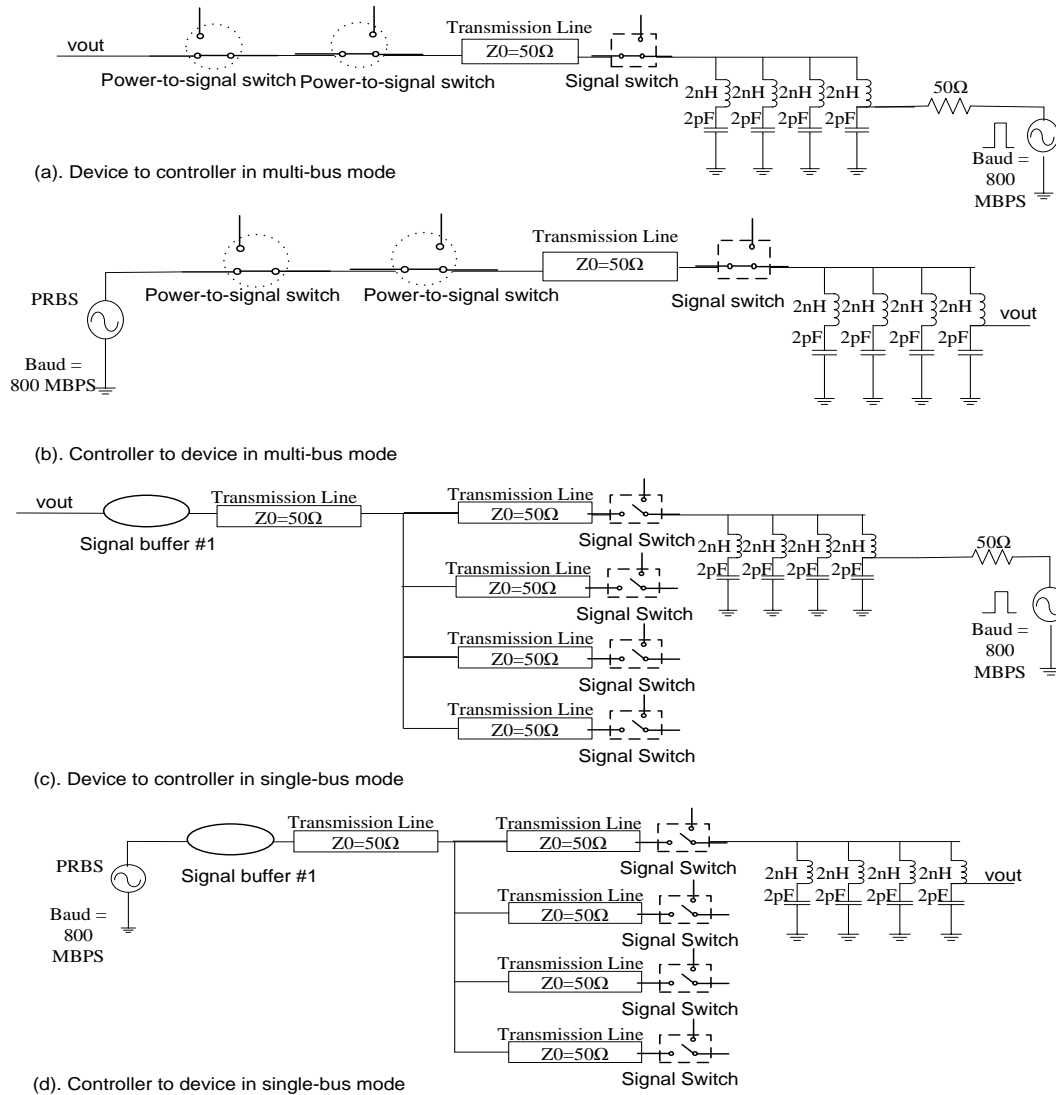 Transmission Line
vout
Z0=50Ω
Power-to-signal switch
Power-to-signal switch
Signal switch
2nH 2nH 2nH 2nH
2pF 2pF 2pF 2pF
50Ω
Baud =
800
MBPS
(a). Device to controller in multi-bus mode
Transmission Line
Z0=50Ω
PRBS
Power-to-signal switch
Power-to-signal switch
Signal switch
2nH 2nH 2nH 2nH
2pF 2pF 2pF 2pF
vout
Baud =
800 MBPS
(b). Controller to device in multi-bus mode
vout
Transmission Line
Z0=50Ω
Signal buffer #1
Transmission Line
Z0=50Ω
Signal Switch
Transmission Line
Z0=50Ω
Signal Switch
Transmission Line
Z0=50Ω
Signal Switch
Transmission Line
Z0=50Ω
Signal Switch
2nH 2nH 2nH 2nH
2pF 2pF 2pF 2pF
50Ω
Baud =
800
MBPS
(c). Device to controller in single-bus mode
PRBS
Baud =
800
MBPS
Signal buffer #1
Transmission Line
Z0=50Ω
Transmission Line
Z0=50Ω
Signal Switch
Transmission Line
Z0=50Ω
Signal Switch
Transmission Line
Z0=50Ω
Signal Switch
Transmission Line
Z0=50Ω
Signal Switch
2nH 2nH 2nH 2nH
2pF 2pF 2pF 2pF
vout
(d). Controller to device in single-bus mode